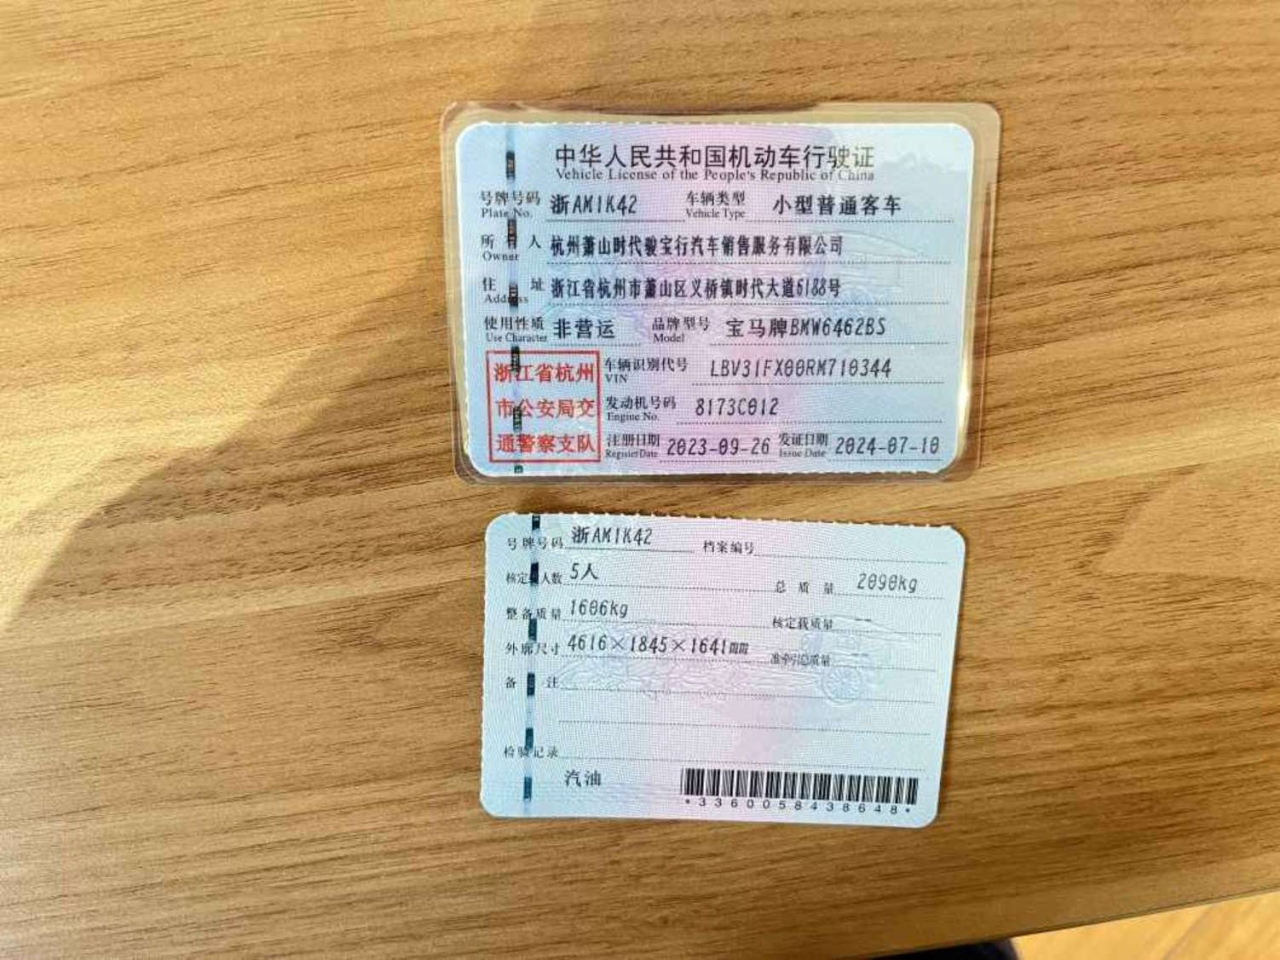 中华人民共和国机动车行驶证
Vehicle License of the People's Republic of China
号牌号码 浙AM1K42 车辆类型 小型普通客车
Plate No. Vehicle Type
所有人 杭州萧山时代骏宝行汽车销售服务有限公司
Owner
住址 浙江省杭州市萧山区义桥镇时代大道6188号
Address
使用性质 非营运 品牌型号 宝马牌BMW6462BS
Use Character Model
浙江省杭州
市公安局交
通警察支队
车辆识别代号 LBV31FX00RM710344
VIN
发动机号码 8173C012
Engine No.
注册日期 2023-09-26 发证日期 2024-07-10
Register Date Issue Date
号牌号码 浙AM1K42 档案编号
核定人数 5人 总质量 2090kg
整备质量 1606kg 核定载质量 --
外廓尺寸 4616×1845×1641mm 准牵引总质量 --
备注
检验记录
汽油
*3360058438648*